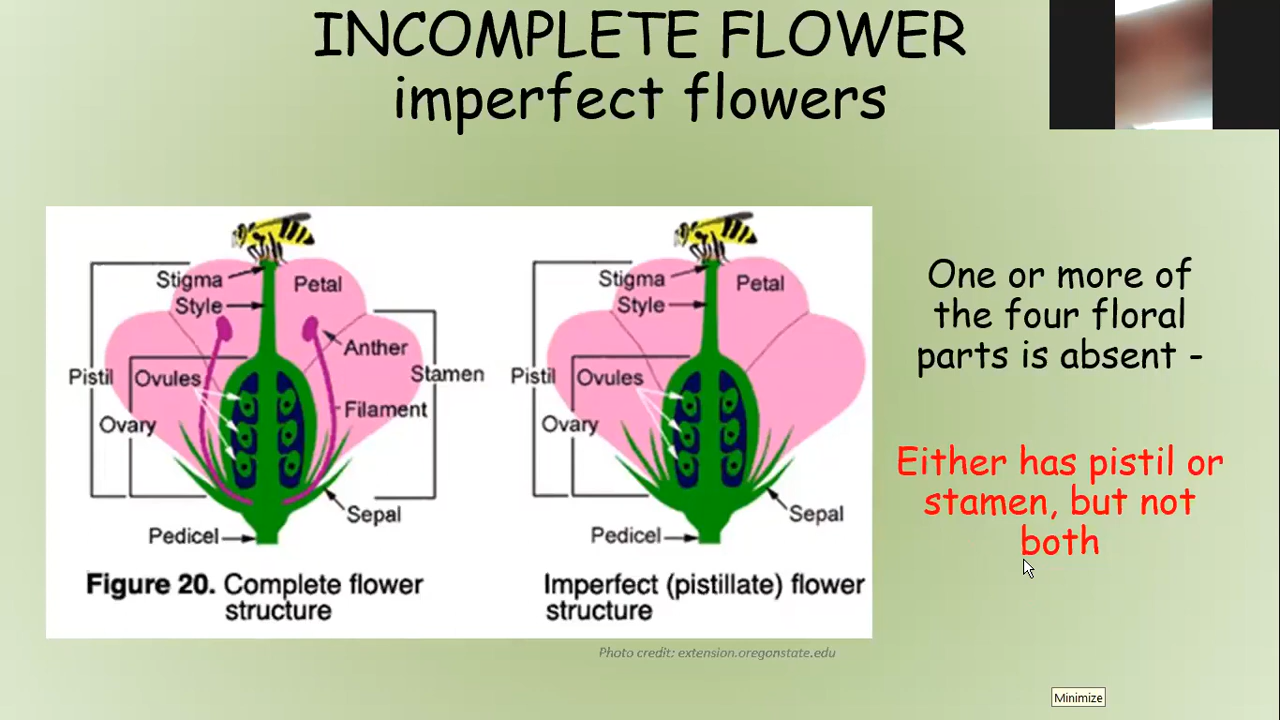 INCOMPLETE FLOWER
imperfect flowers
Stigma
Petal
Style
Anther
Pistil
Ovules
Stamen
Filament
Ovary
Sepal
Pedicel
Figure 20. Complete flower
structure
Stigma
Petal
Style
Pistil
Ovules
Ovary
Sepal
Pedicel
Imperfect (pistillate) flower
structure
Photo credit: extension.oregonstate.edu
One or more of
the four floral
parts is absent -
Either has pistil or
stamen, but not
both
Minimize